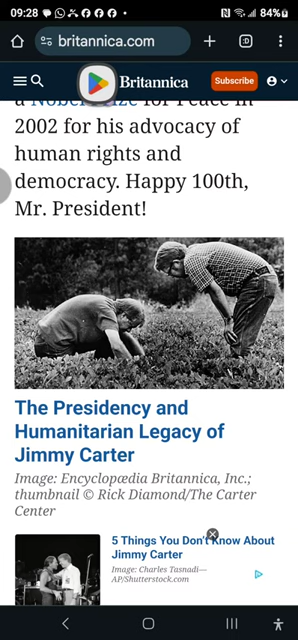 09:28
84%
britannica.com
:D
Britannica
Subscribe
a Nobel Prize for Peace in
2002 for his advocacy of
human rights and
democracy. Happy 100th,
Mr. President!
The Presidency and
Humanitarian Legacy of
Jimmy Carter
Image: Encyclopædia Britannica, Inc.;
thumbnail © Rick Diamond/The Carter
Center
5 Things You Don't Know About
Jimmy Carter
Image: Charles Tasnadi—
AP/Shutterstock.com